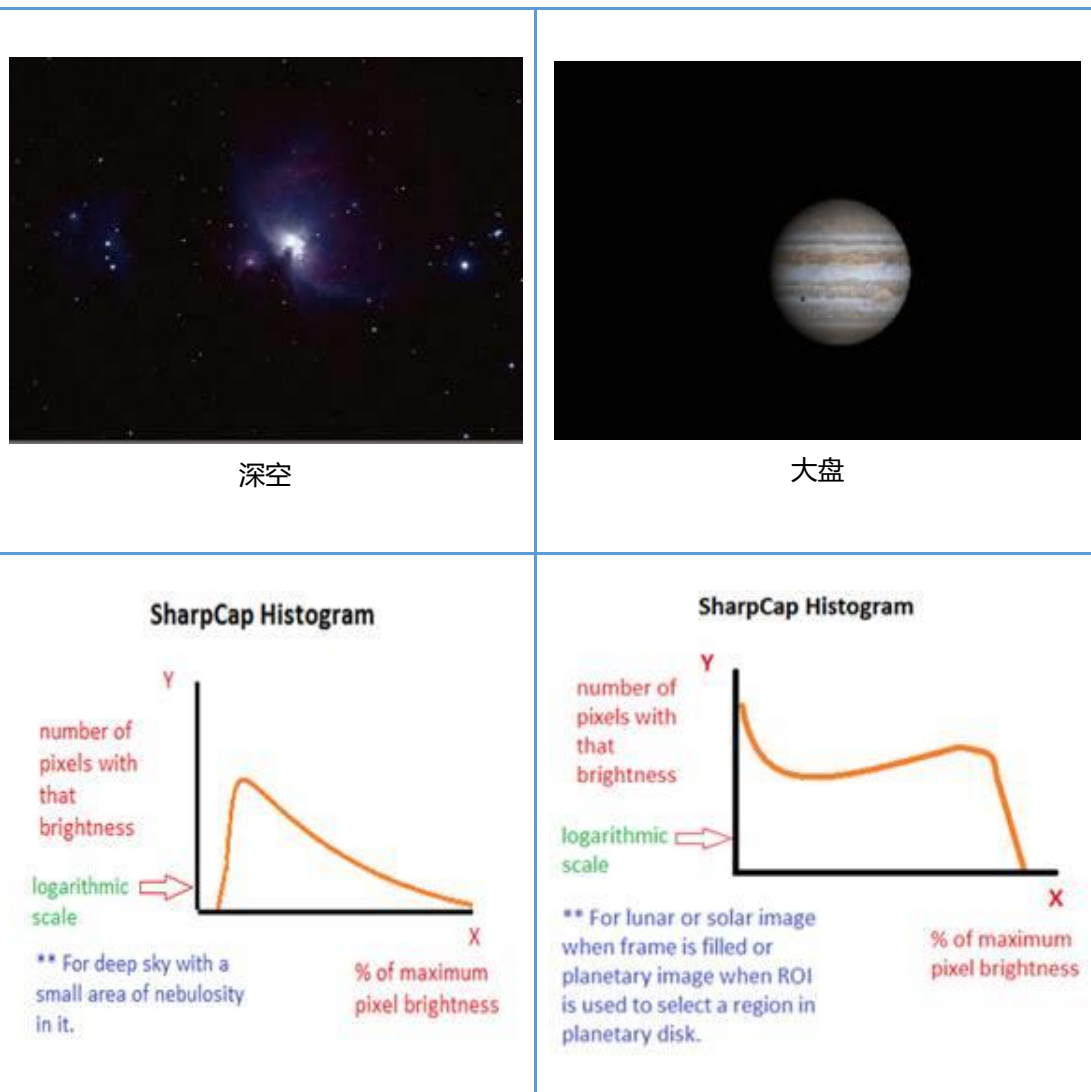 深空
大盘
SharpCap Histogram
Y
number of
pixels with
that
brightness
logarithmic
scale
X
** For deep sky with a
small area of nebulosity
in it.
% of maximum
pixel brightness
SharpCap Histogram
Y
number of
pixels with
that
brightness
logarithmic
scale
X
** For lunar or solar image
when frame is filled or
planetary image when ROI
is used to select a region in
planetary disk.
% of maximum
pixel brightness